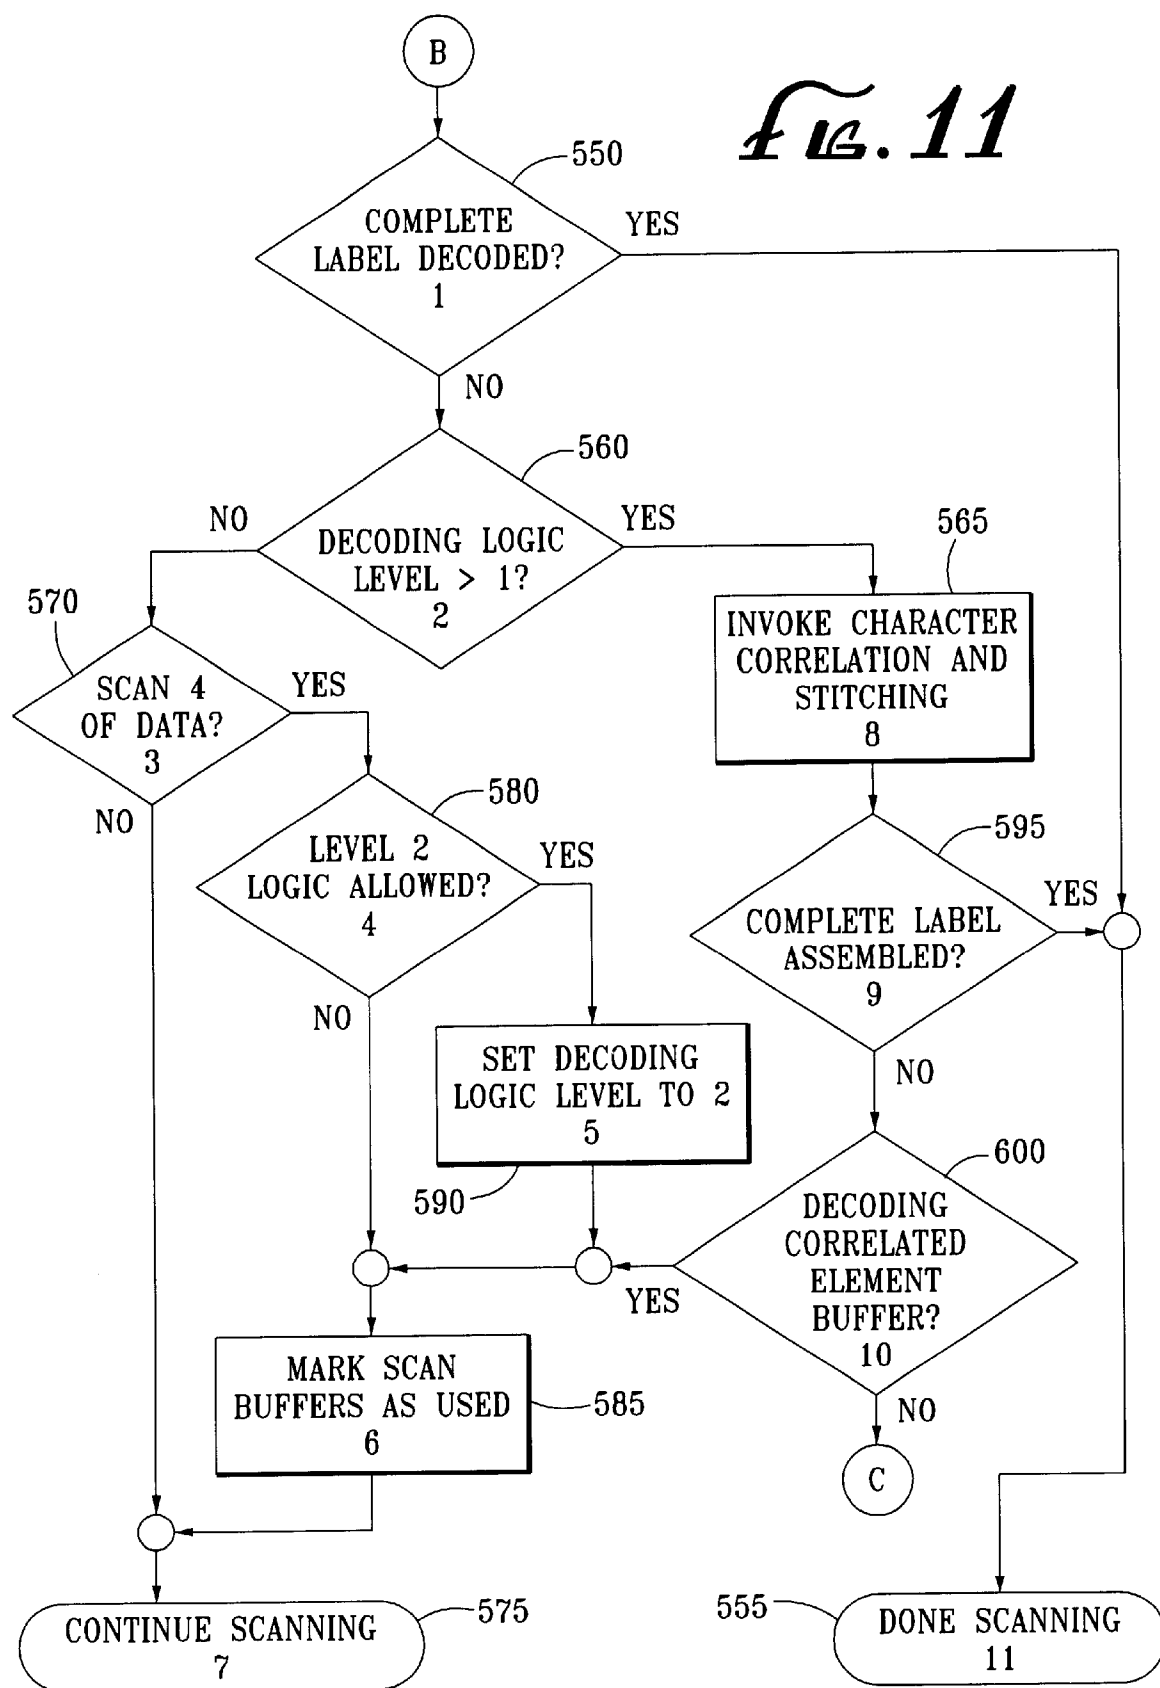 B
FIG. 11
550
COMPLETE
LABEL DECODED?
1
YES
NO
560
NO
DECODING LOGIC
LEVEL > 1?
2
YES
565
INVOKE CHARACTER
CORRELATION AND
STITCHING
8
570
SCAN 4
OF DATA?
3
YES
NO
580
LEVEL 2
LOGIC ALLOWED?
4
YES
NO
595
COMPLETE LABEL
ASSEMBLED?
9
YES
NO
SET DECODING
LOGIC LEVEL TO 2
5
590
600
DECODING
CORRELATED
ELEMENT
BUFFER?
10
YES
NO
C
MARK SCAN
BUFFERS AS USED
6
585
CONTINUE SCANNING
7
575
555
DONE SCANNING
11